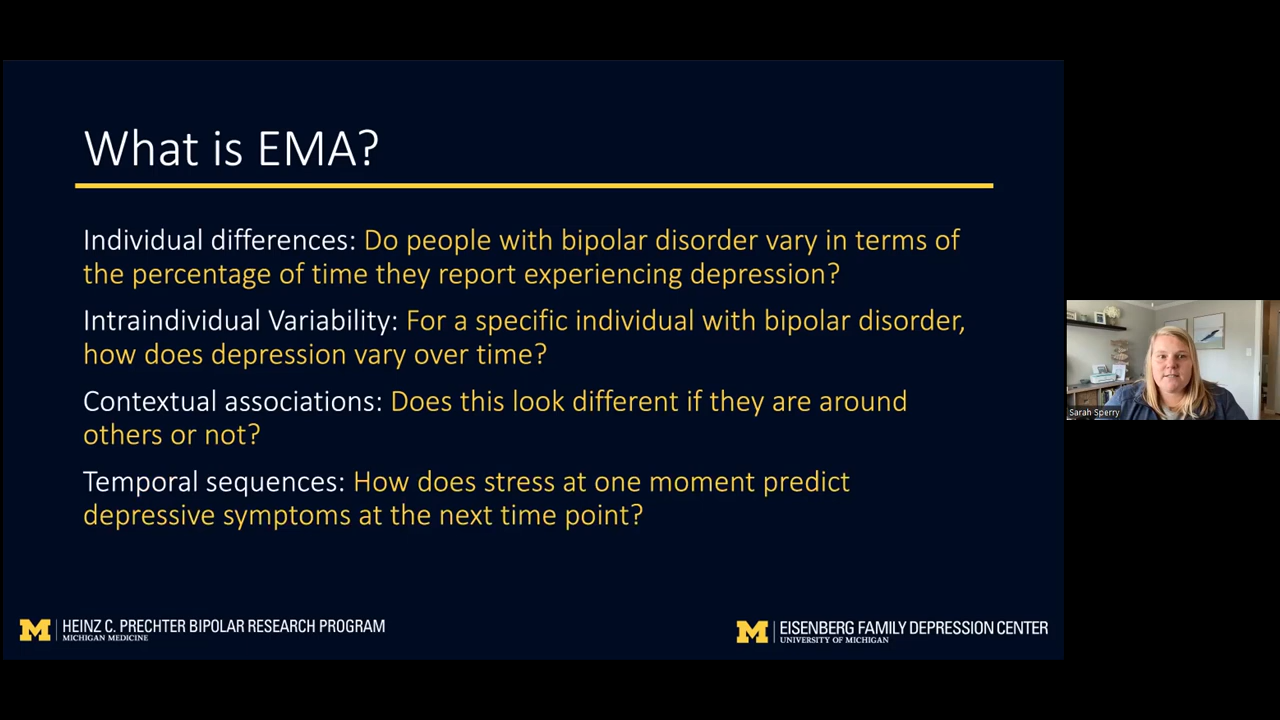 What is EMA?
Individual differences: Do people with bipolar disorder vary in terms of
the percentage of time they report experiencing depression?
Intraindividual Variability: For a specific individual with bipolar disorder,
how does depression vary over time?
Contextual associations: Does this look different if they are around
others or not?
Temporal sequences: How does stress at one moment predict
depressive symptoms at the next time point?
Sarah Sperry
M HEINZ C. PRECHTER BIPOLAR RESEARCH PROGRAM
MICHIGAN MEDICINE
M EISENBERG FAMILY DEPRESSION CENTER
UNIVERSITY OF MICHIGAN